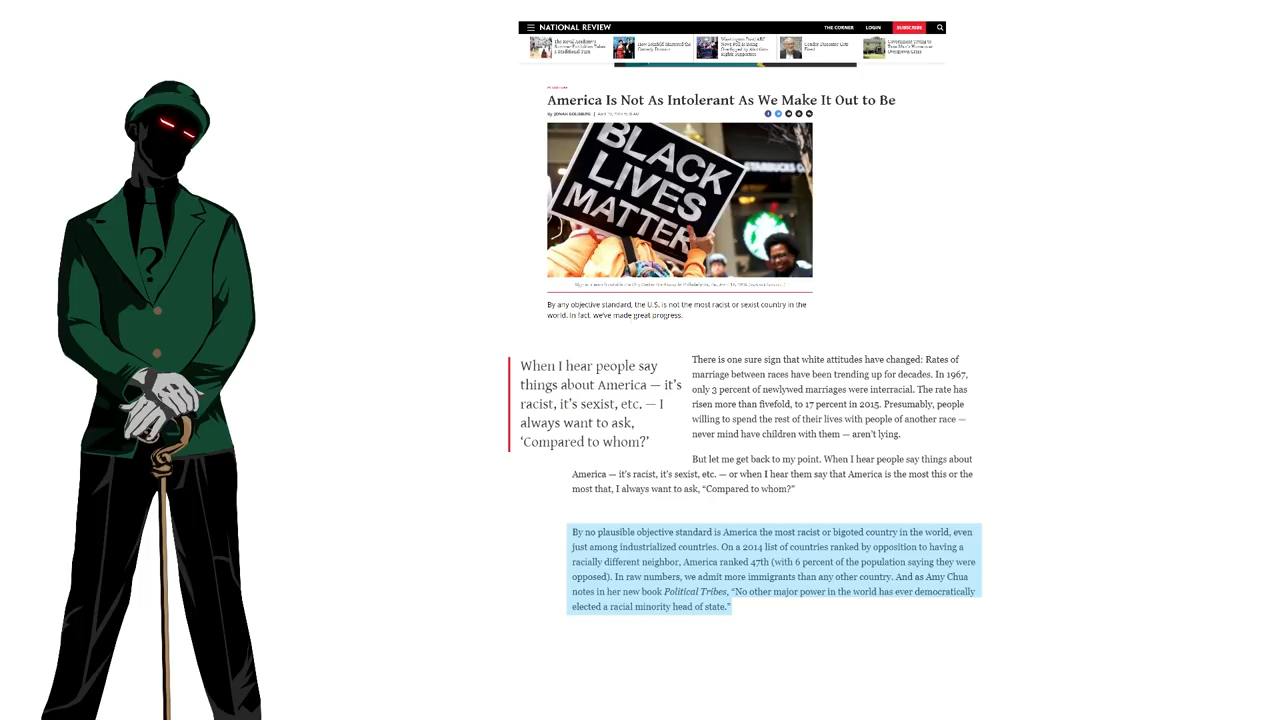 NATIONAL REVIEW
THE CORNER
LOGIN
SUBSCRIBE
America Is Not As Intolerant As We Make It Out to Be
By JONAH GOLDBERG
BLACK
LIVES
MATTER
By any objective standard, the U.S. is not the most racist or sexist country in the
world. In fact, we've made great progress.
When I hear people say
things about America — it's
racist, it's sexist, etc. — I
always want to ask,
‘Compared to whom?’
There is one sure sign that white attitudes have changed: Rates of
marriage between races have been trending up for decades. In 1967,
only 3 percent of newlywed marriages were interracial. The rate has
risen more than fivefold, to 17 percent in 2015. Presumably, people
willing to spend the rest of their lives with people of another race —
never mind have children with them — aren't lying.
But let me get back to my point. When I hear people say things about
America — it's racist, it's sexist, etc. — or when I hear them say that America is the most this or the
most that, I always want to ask, “Compared to whom?”
By no plausible objective standard is America the most racist or bigoted country in the world, even
just among industrialized countries. On a 2014 list of countries ranked by opposition to having a
racially different neighbor, America ranked 47th (with 6 percent of the population saying they were
opposed). In raw numbers, we admit more immigrants than any other country. And as Amy Chua
notes in her new book Political Tribes, “No other major power in the world has ever democratically
elected a racial minority head of state.”
?